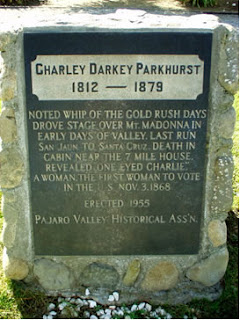 CHARLEY DARKEY PARKHURST
1812 — 1879
NOTED WHIP OF THE GOLD RUSH DAYS
DROVE STAGE OVER MT. MADONNA IN
EARLY DAYS OF VALLEY. LAST RUN
SAN JAUN TO SANTA CRUZ. DEATH IN
CABIN NEAR THE 7 MILE HOUSE.
REVEALED "ONE EYED CHARLIE"
A WOMAN. THE FIRST WOMAN TO VOTE
IN THE S. NOV. 3, 1868
ERECTED 1955
PAJARO VALLEY HISTORICAL ASS'N.